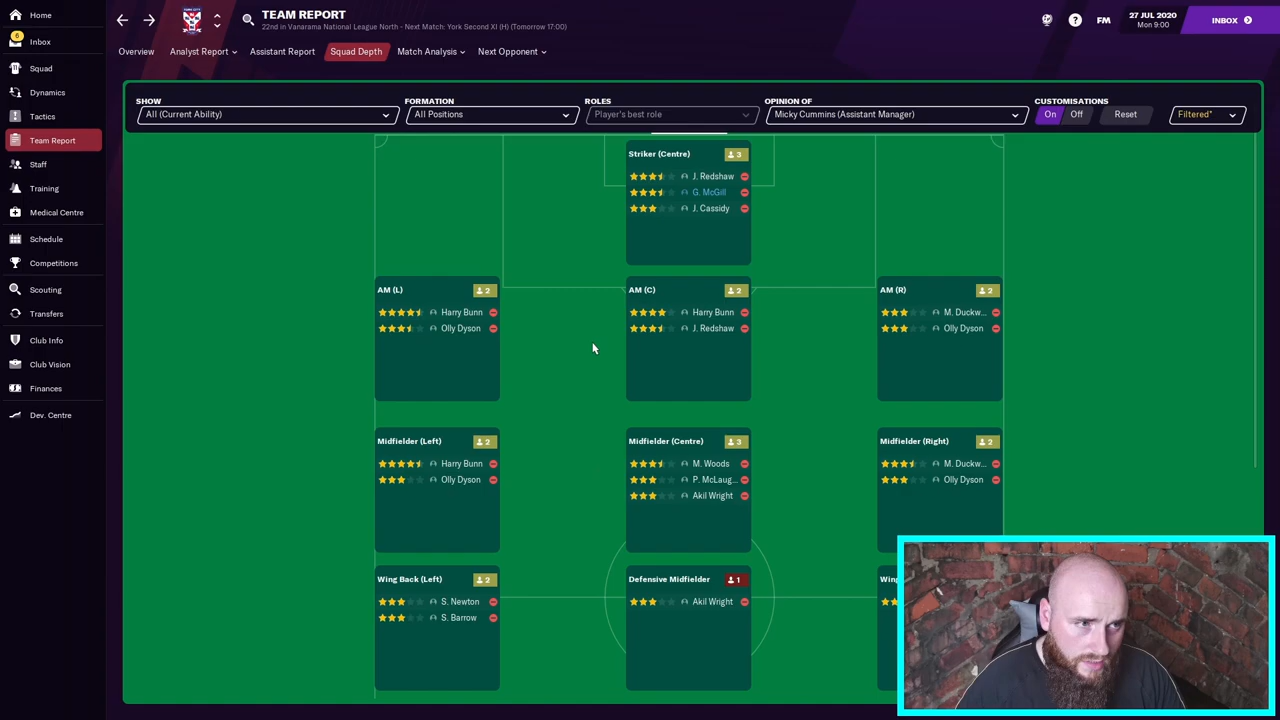 Home
TEAM REPORT
22nd in Vanarama National League North - Next Match: York Second XI (H) (Tomorrow 17:00)
FM
27 JUL 2020
Mon 9:00
INBOX
6
Inbox
Overview
Analyst Report
Assistant Report
Squad Depth
Match Analysis
Next Opponent
Squad
Dynamics
Tactics
Team Report
Staff
Training
Medical Centre
Schedule
Competitions
Scouting
Transfers
Club Info
Club Vision
Finances
Dev. Centre
SHOW
All (Current Ability)
FORMATION
All Positions
ROLES
Player's best role
OPINION OF
Micky Cummins (Assistant Manager)
CUSTOMISATIONS
On Off Reset
Filtered*
Striker (Centre) 3
J. Redshaw
G. McGill
J. Cassidy
AM (L) 2
Harry Bunn
Olly Dyson
AM (C) 2
Harry Bunn
J. Redshaw
AM (R) 2
M. Duckw...
Olly Dyson
Midfielder (Left) 2
Harry Bunn
Olly Dyson
Midfielder (Centre) 3
M. Woods
P. McLaug...
Akil Wright
Midfielder (Right) 2
M. Duckw...
Olly Dyson
Wing Back (Left) 2
S. Newton
S. Barrow
Defensive Midfielder 1
Akil Wright